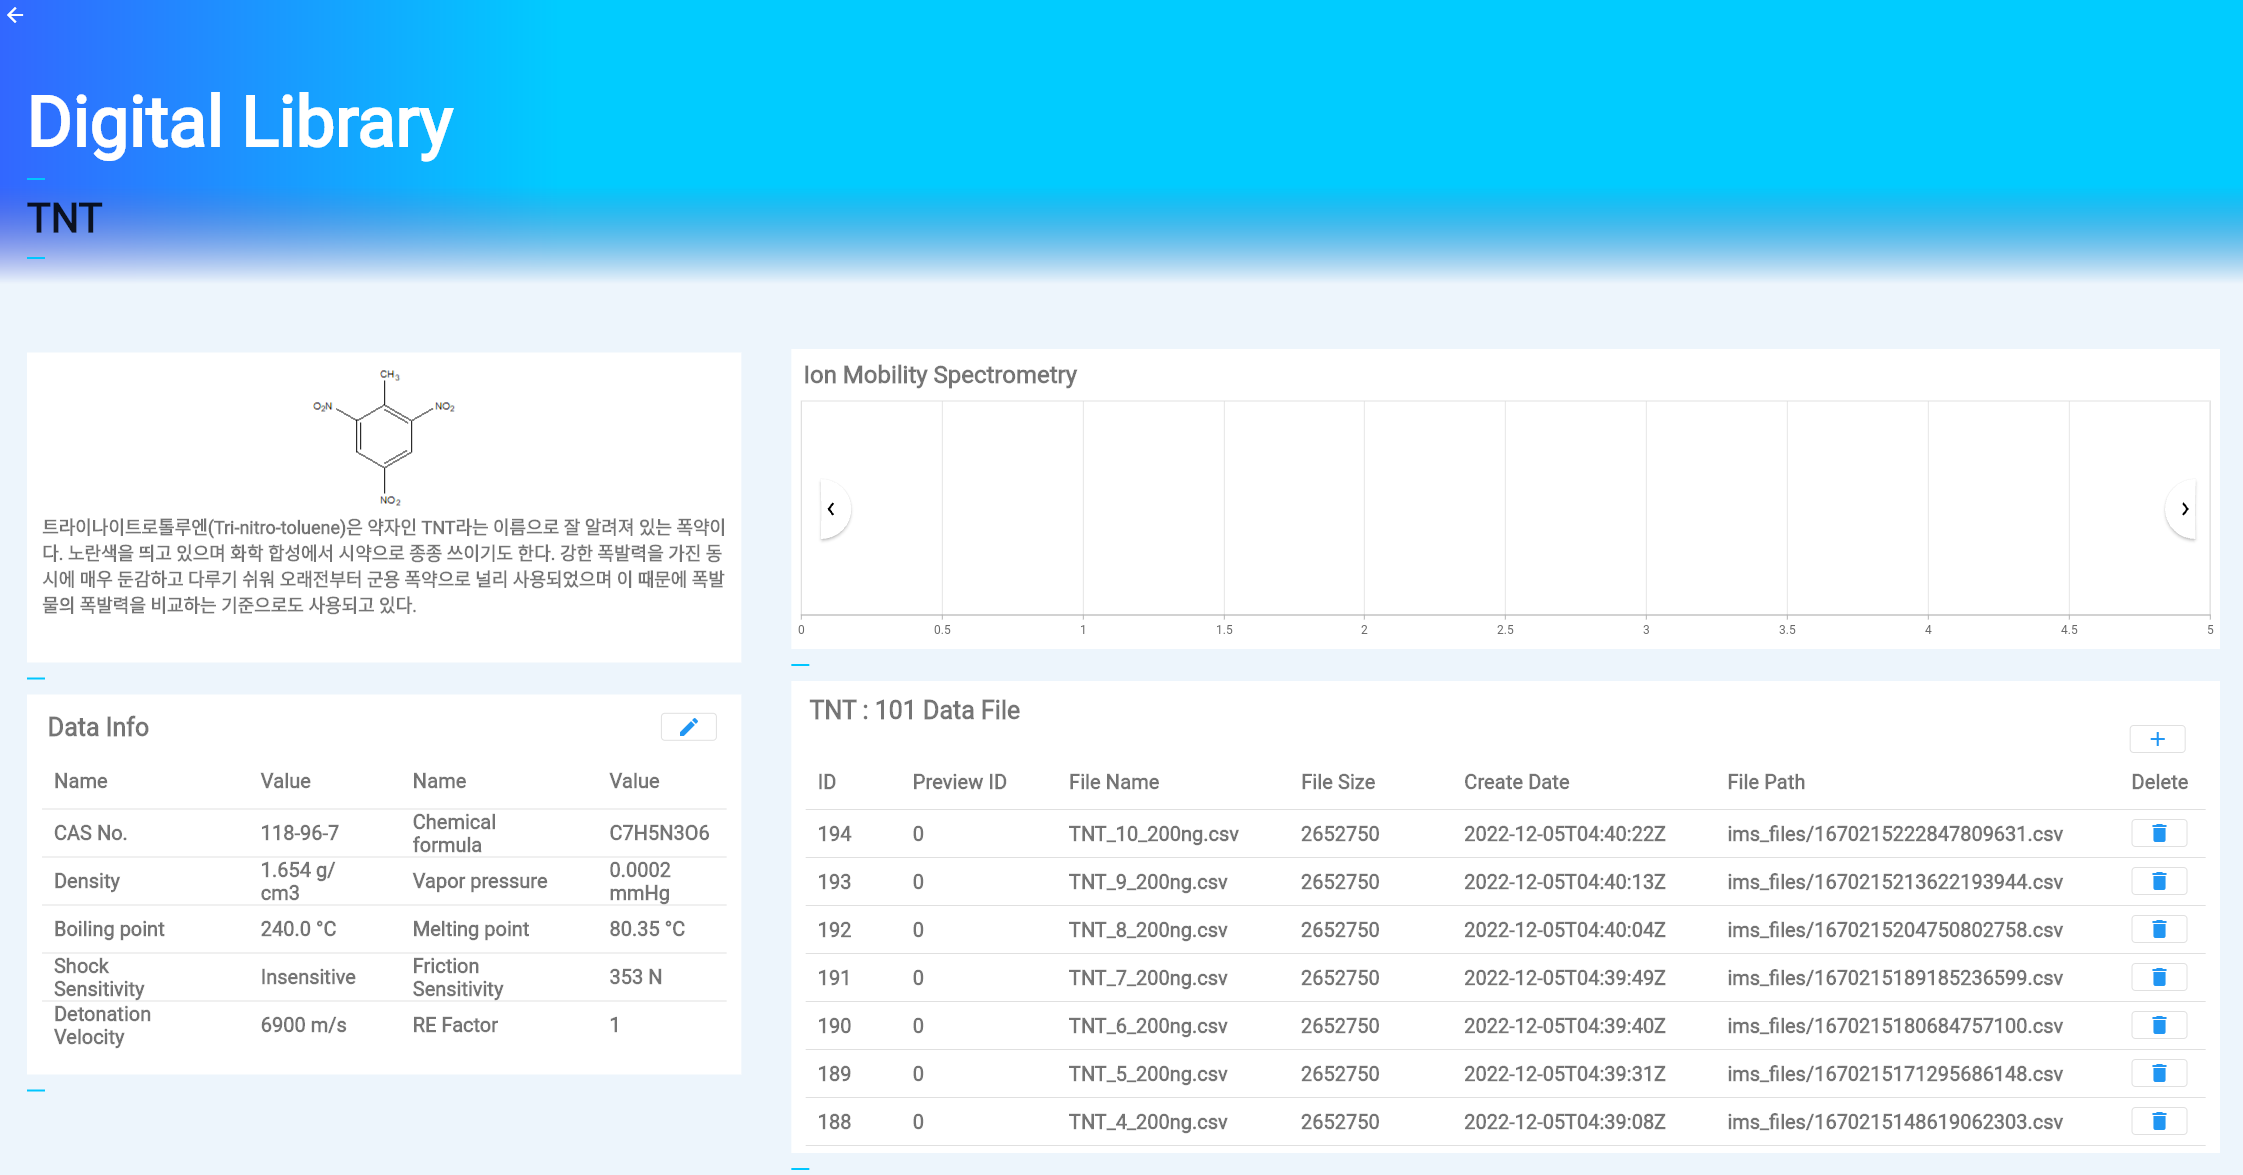 Digital Library
TNT
CH3
O2N
NO2
NO2
트라이나이트로톨루엔(Tri-nitro-toluene)은 약자인 TNT라는 이름으로 잘 알려져 있는 폭약이
다. 노란색을 띄고 있으며 화학 합성에서 시약으로 종종 쓰이기도 한다. 강한 폭발력을 가진 동
시에 매우 둔감하고 다루기 쉬워 오래전부터 군용 폭약으로 널리 사용되었으며 이 때문에 폭발
물의 폭발력을 비교하는 기준으로도 사용되고 있다.
Data Info
Name Value Name Value
CAS No. 118-96-7 Chemical formula C7H5N3O6
Density 1.654 g/cm3 Vapor pressure 0.0002 mmHg
Boiling point 240.0 °C Melting point 80.35 °C
Shock Sensitivity Insensitive Friction Sensitivity 353 N
Detonation Velocity 6900 m/s RE Factor 1
Ion Mobility Spectrometry
0 0.5 1 1.5 2 2.5 3 3.5 4 4.5 5
TNT : 101 Data File
ID Preview ID File Name File Size Create Date File Path Delete
194 0 TNT_10_200ng.csv 2652750 2022-12-05T04:40:22Z ims_files/1670215222847809631.csv
193 0 TNT_9_200ng.csv 2652750 2022-12-05T04:40:13Z ims_files/1670215213622193944.csv
192 0 TNT_8_200ng.csv 2652750 2022-12-05T04:40:04Z ims_files/1670215204750802758.csv
191 0 TNT_7_200ng.csv 2652750 2022-12-05T04:39:49Z ims_files/1670215189185236599.csv
190 0 TNT_6_200ng.csv 2652750 2022-12-05T04:39:40Z ims_files/1670215180684757100.csv
189 0 TNT_5_200ng.csv 2652750 2022-12-05T04:39:31Z ims_files/1670215171295686148.csv
188 0 TNT_4_200ng.csv 2652750 2022-12-05T04:39:08Z ims_files/1670215148619062303.csv